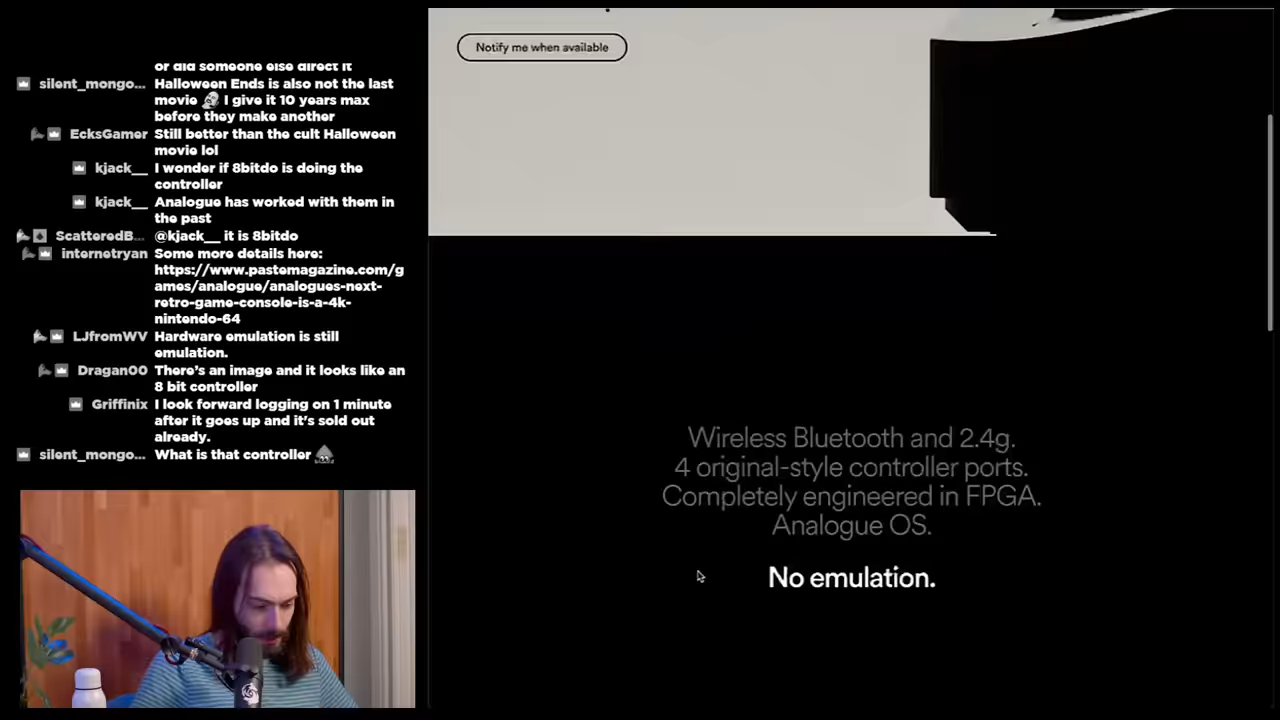 or did someone else direct it
silent_mongo... Halloween Ends is also not the last
movie I give it 10 years max
before they make another
EcksGamer Still better than the cult Halloween
movie lol
kjack__ I wonder if 8bitdo is doing the
controller
kjack__ Analogue has worked with them in
the past
ScatteredB... @kjack__ it is 8bitdo
internetryan Some more details here:
https://www.pastemagazine.com/g
ames/analogue/analogues-next-
retro-game-console-is-a-4k-
nintendo-64
LJfromWV Hardware emulation is still
emulation.
Dragan00 There's an image and it looks like an
8 bit controller
Griffinix I look forward logging on 1 minute
after it goes up and it's sold out
already.
silent_mongo... What is that controller
Notify me when available
Wireless Bluetooth and 2.4g.
4 original-style controller ports.
Completely engineered in FPGA.
Analogue OS.
No emulation.